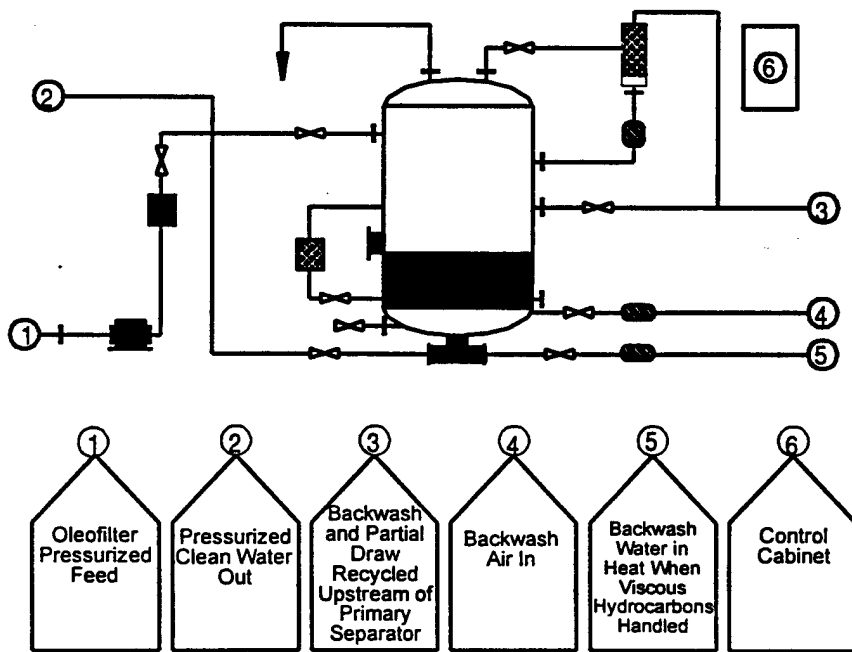 6
2
3
1
4
5
1
2
3
4
5
6
Oleofilter
Pressurized
Feed
Pressurized
Clean Water
Out
Backwash
and Partial
Draw
Recycled
Upstream of
Primary
Separator
Backwash
Air In
Backwash
Water in
Heat When
Viscous
Hydrocarbons
Handled
Control
Cabinet